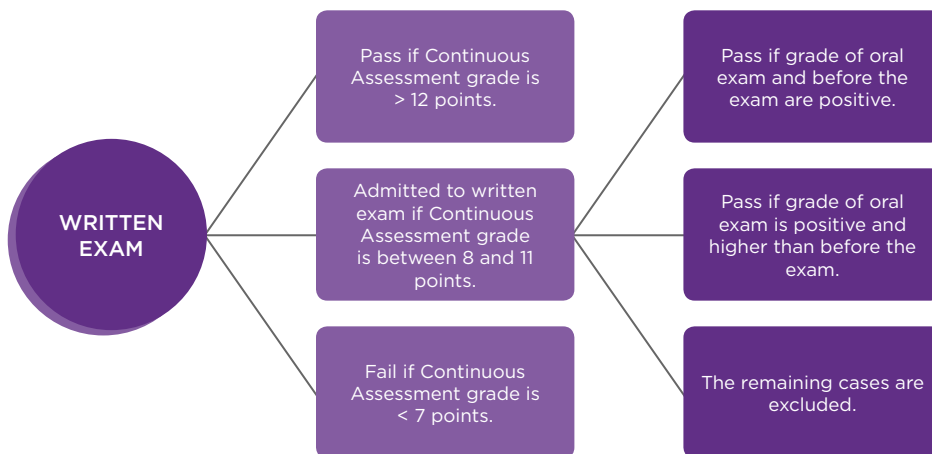 WRITTEN
EXAM
Pass if Continuous
Assessment grade is
> 12 points.
Admitted to written
exam if Continuous
Assessment grade
is between 8 and 11
points.
Fail if Continuous
Assessment grade is
< 7 points.
Pass if grade of oral
exam and before the
exam are positive.
Pass if grade of oral
exam is positive and
higher than before the
exam.
The remaining cases are
excluded.